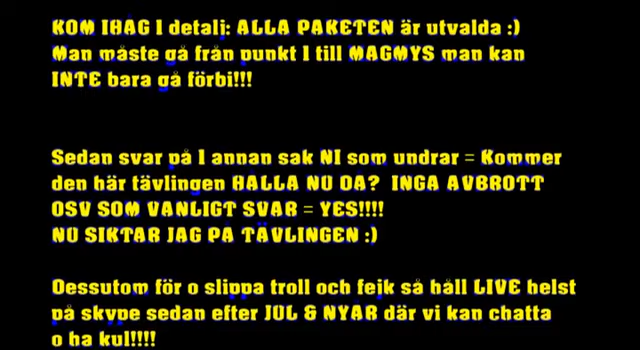 KOM IHAG 1 detalj: ALLA PAKETEN är utvalda :)
Man måste gå från punkt 1 till MAGMYS man kan
INTE bara gå förbi!!!
Sedan svar på 1 annan sak NI som undrar = Kommer
den här tävlingen HALLA NU DA? INGA AVBROTT
OSV SOM VANLIGT SVAR = YES!!!!
NU SIKTAR JAG PA TÄVLINGEN :)
Dessutom för o slippa troll och fejk så håll LIVE helst
på skype sedan efter JUL & NYAR där vi kan chatta
o ha kul!!!!